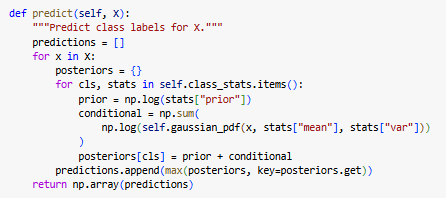 def predict(self, X):
    """Predict class labels for X."""
    predictions = []
    for x in X:
        posteriors = {}
        for cls, stats in self.class_stats.items():
            prior = np.log(stats["prior"])
            conditional = np.sum(
                np.log(self.gaussian_pdf(x, stats["mean"], stats["var"]))
            )
            posteriors[cls] = prior + conditional
        predictions.append(max(posteriors, key=posteriors.get))
    return np.array(predictions)